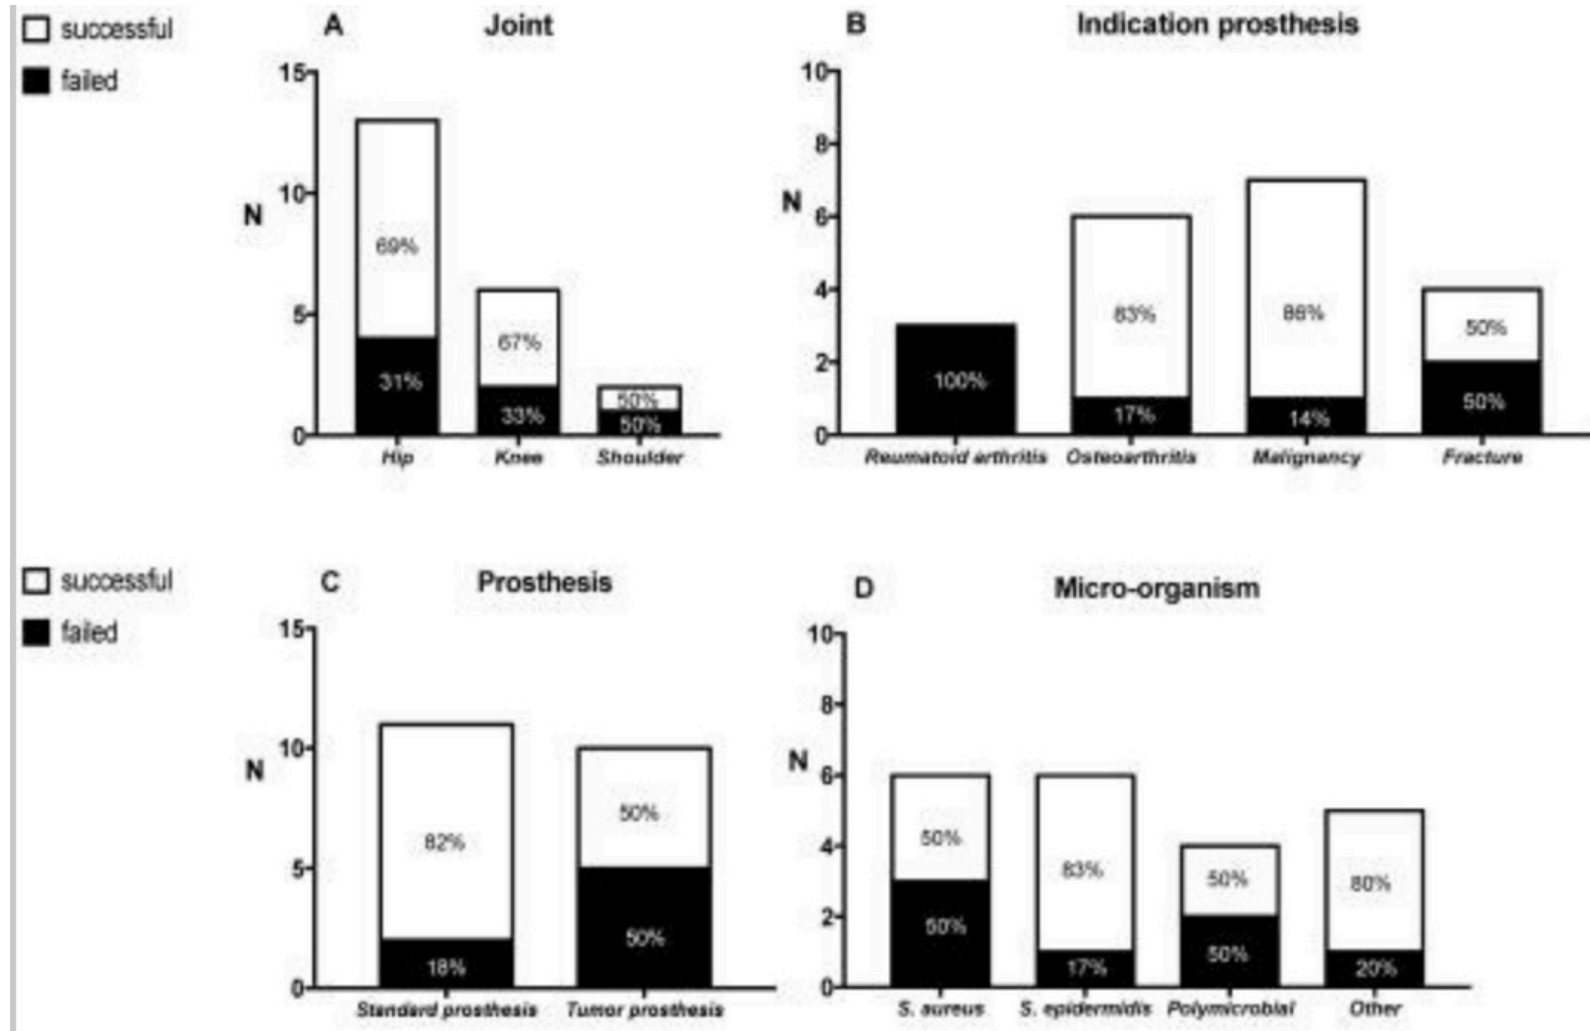 successful
failed
A Joint
15
10
5
0
N
69%
31%
67%
33%
50%
50%
Hip Knee Shoulder
B Indication prosthesis
10
8
6
4
2
0
N
100%
83%
17%
86%
14%
50%
50%
Reumatoid arthritis Osteoarthritis Malignancy Fracture
successful
failed
C Prosthesis
15
10
5
0
N
82%
18%
50%
50%
Standard prosthesis Tumor prosthesis
D Micro-organism
10
8
6
4
2
0
N
50%
50%
83%
17%
50%
50%
80%
20%
S. aureus S. epidermidis Polymicrobial Other